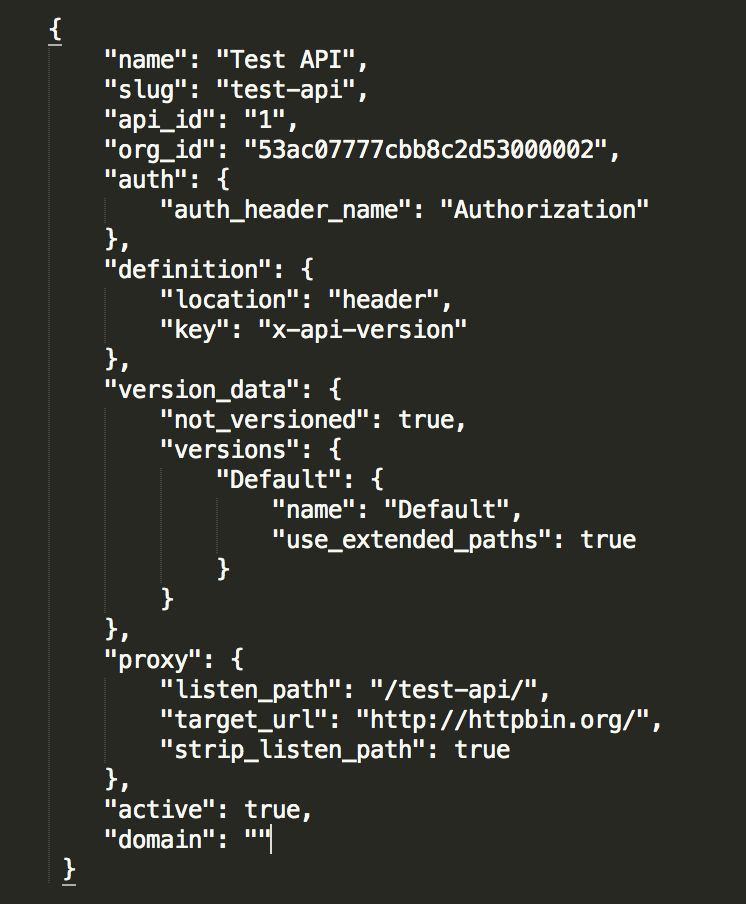 {
    "name": "Test API",
    "slug": "test-api",
    "api_id": "1",
    "org_id": "53ac07777cbb8c2d53000002",
    "auth": {
        "auth_header_name": "Authorization"
    },
    "definition": {
        "location": "header",
        "key": "x-api-version"
    },
    "version_data": {
        "not_versioned": true,
        "versions": {
            "Default": {
                "name": "Default",
                "use_extended_paths": true
            }
        }
    },
    "proxy": {
        "listen_path": "/test-api/",
        "target_url": "http://httpbin.org/",
        "strip_listen_path": true
    },
    "active": true,
    "domain": ""
}